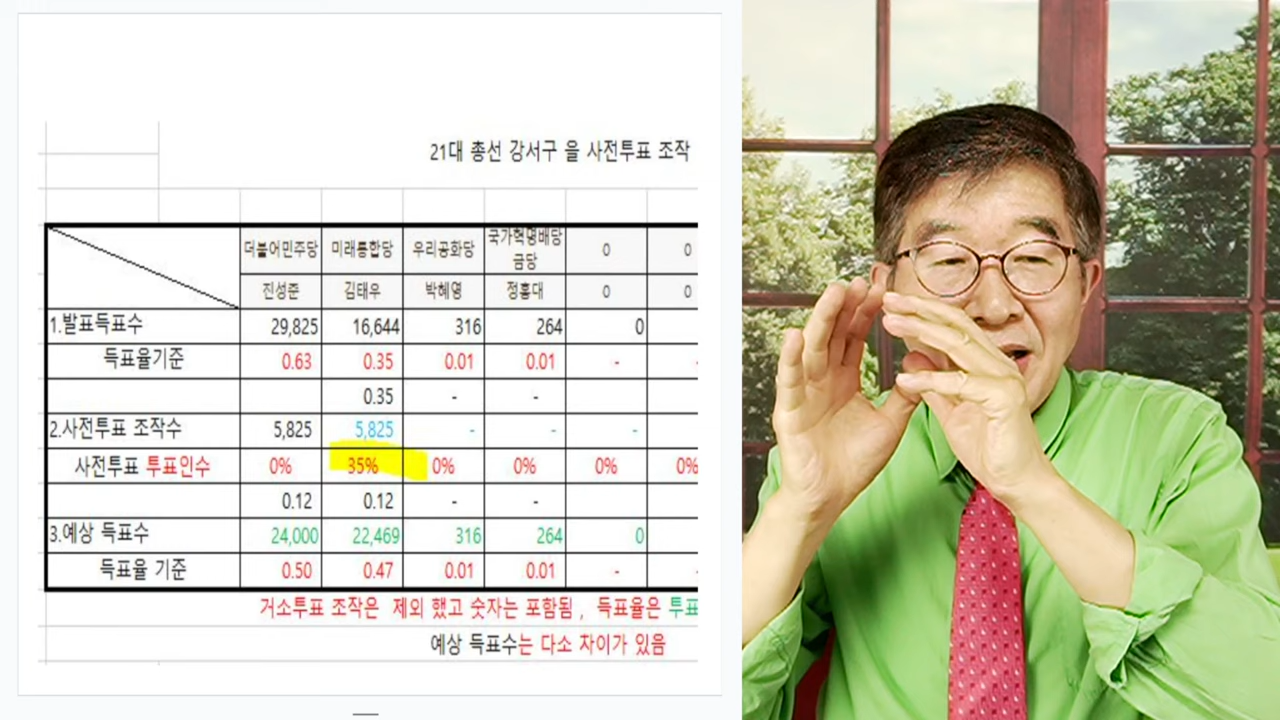 21대 총선 강서구 을 사전투표 조작
더불어민주당 미래통합당 우리공화당 국가혁명배당금당 0 0
진성준 김태우 박혜영 정홍대 0 0
1.발표득표수 29,825 16,644 316 264 0
득표율기준 0.63 0.35 0.01 0.01 - -
0.35 - -
2.사전투표 조작수 5,825 5,825 - - -
사전투표 투표인수 0% 35% 0% 0% 0% 0%
0.12 0.12 - -
3.예상 득표수 24,000 22,469 316 264 0
득표율 기준 0.50 0.47 0.01 0.01 - -
거소투표 조작은 제외 했고 숫자는 포함됨 , 득표율은 투표
예상 득표수는 다소 차이가 있음